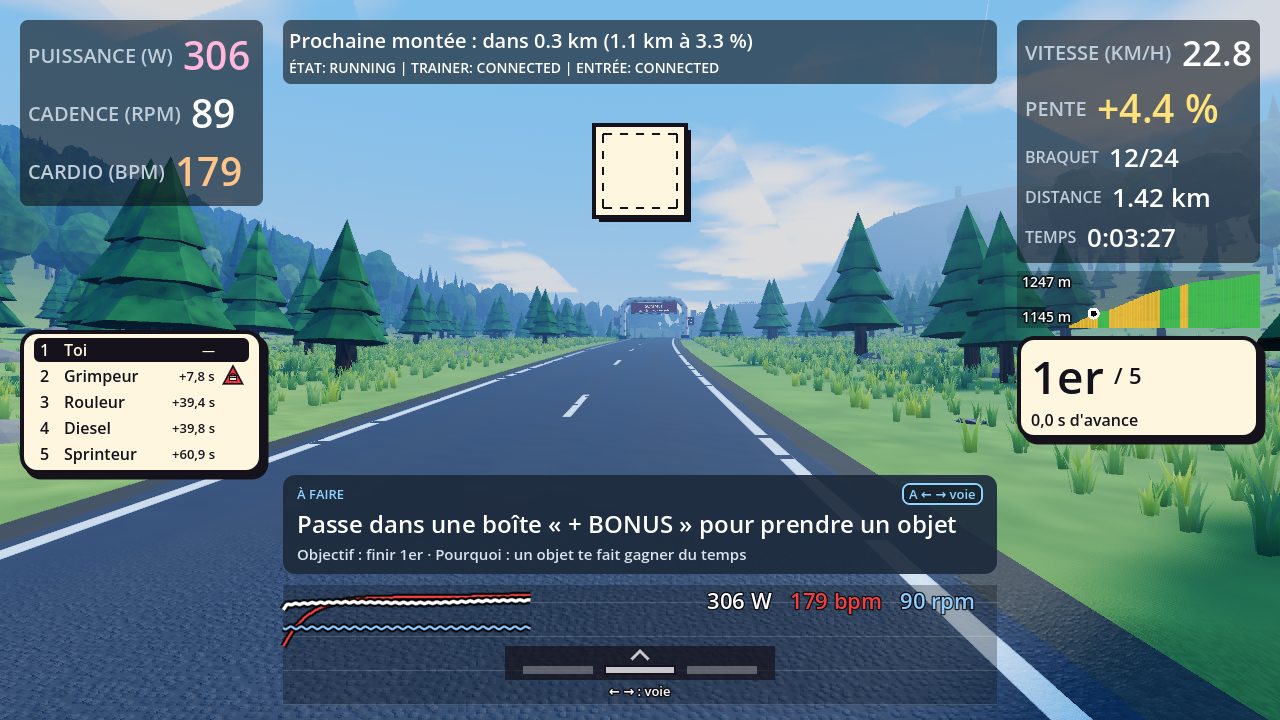 PUISSANCE (W) 306
CADENCE (RPM) 89
CARDIO (BPM) 179
Prochaine montée : dans 0.3 km (1.1 km à 3.3 %)
ÉTAT: RUNNING | TRAINER: CONNECTED | ENTRÉE: CONNECTED
VITESSE (KM/H) 22.8
PENTE +4.4 %
BRAQUET 12/24
DISTANCE 1.42 km
TEMPS 0:03:27
1247 m
1145 m
1 Toi —
2 Grimpeur +7,8 s
3 Rouleur +39,4 s
4 Diesel +39,8 s
5 Sprinteur +60,9 s
1er / 5
0,0 s d'avance
À FAIRE
A ← → voie
Passe dans une boîte « + BONUS » pour prendre un objet
Objectif : finir 1er · Pourquoi : un objet te fait gagner du temps
306 W 179 bpm 90 rpm
← → : voie